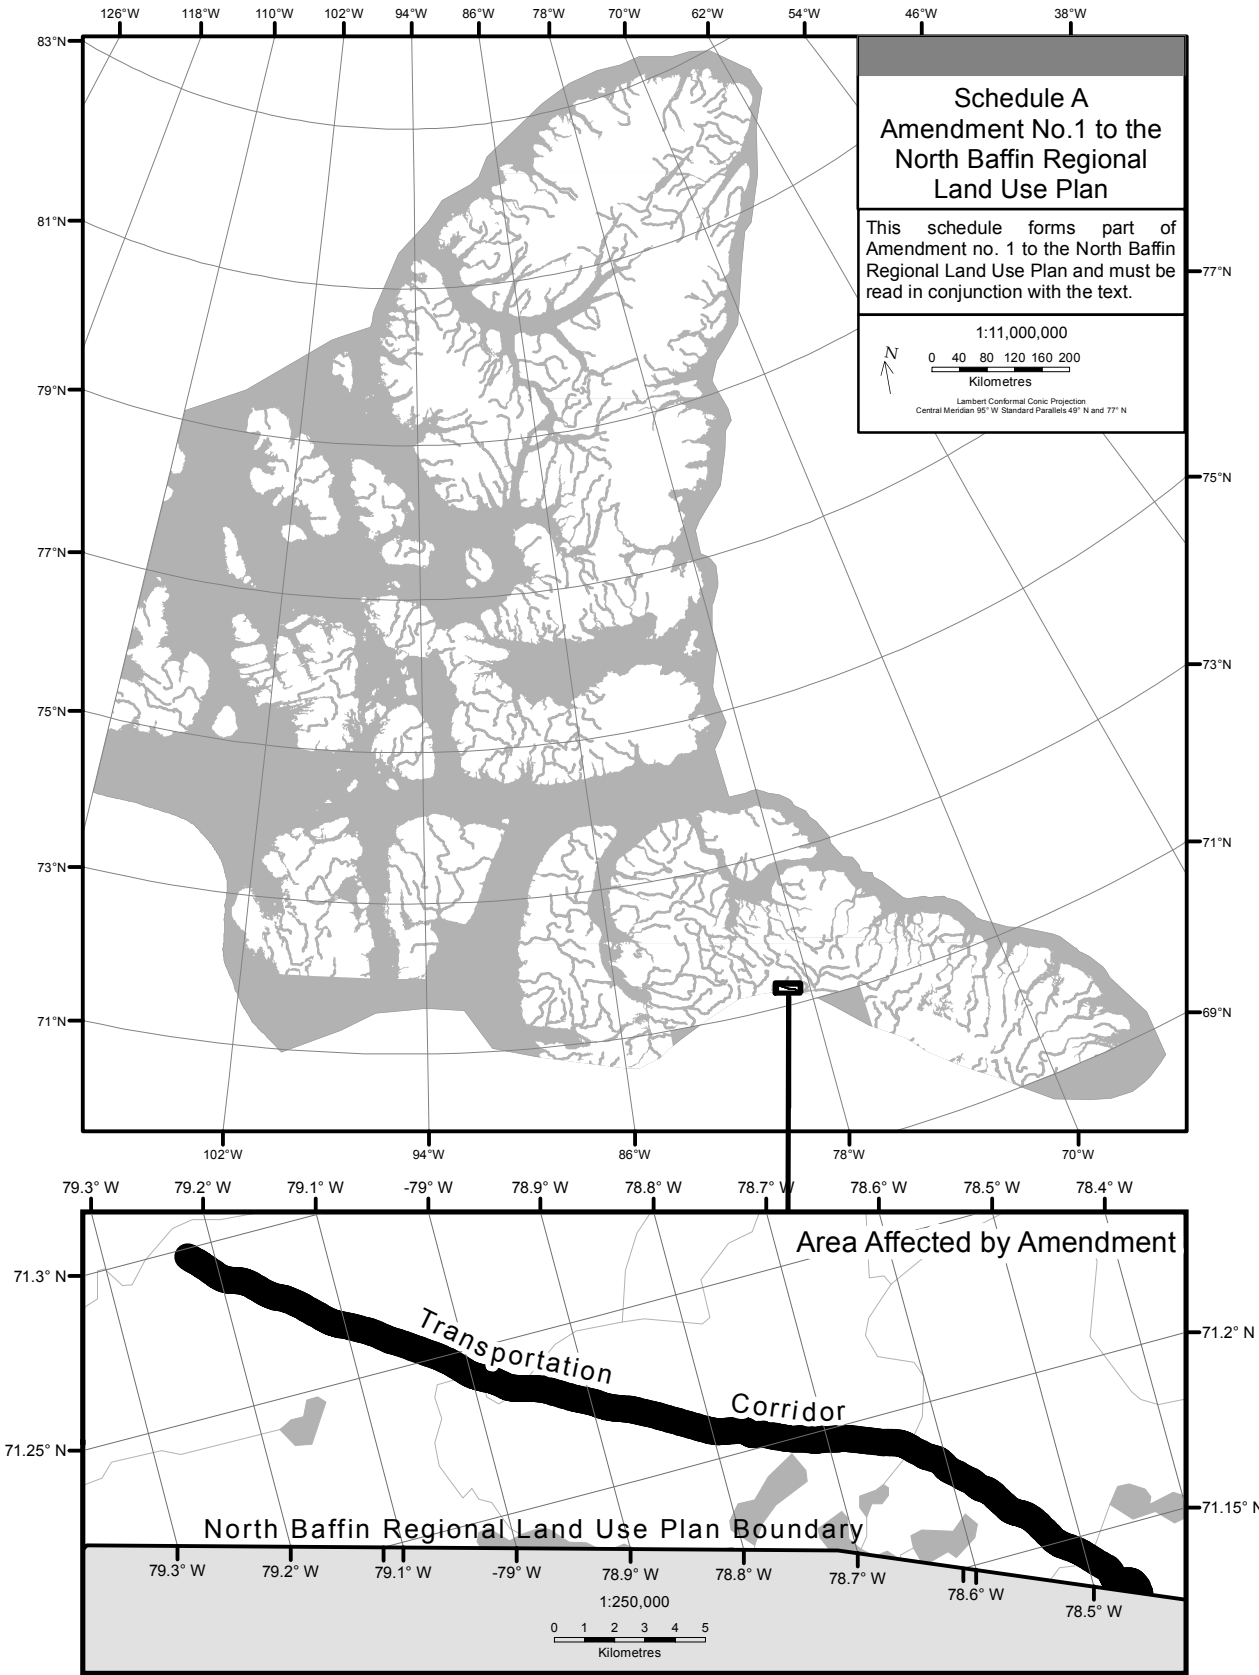 126°W 118°W 110°W 102°W 94°W 86°W 78°W 70°W 62°W 54°W 46°W 38°W
83°N
81°N
79°N
77°N
75°N
73°N
71°N
Schedule A
Amendment No.1 to the
North Baffin Regional
Land Use Plan
This schedule forms part of
Amendment no. 1 to the North Baffin
Regional Land Use Plan and must be
read in conjunction with the text.
1:11,000,000
N
0 40 80 120 160 200
Kilometres
Lambert Conformal Conic Projection
Central Meridian 95° W Standard Parallels 49° N and 77° N
77°N
75°N
73°N
71°N
69°N
102°W 94°W 86°W 78°W 70°W
79.3° W 79.2° W 79.1° W -79° W 78.9° W 78.8° W 78.7° W 78.6° W 78.5° W 78.4° W
Area Affected by Amendment
71.3° N
71.25° N
71.2° N
71.15° N
Transportation
Corridor
North Baffin Regional Land Use Plan Boundary
79.3° W 79.2° W 79.1° W -79° W 78.9° W 78.8° W 78.7° W 78.6° W 78.5° W
1:250,000
0 1 2 3 4 5
Kilometres